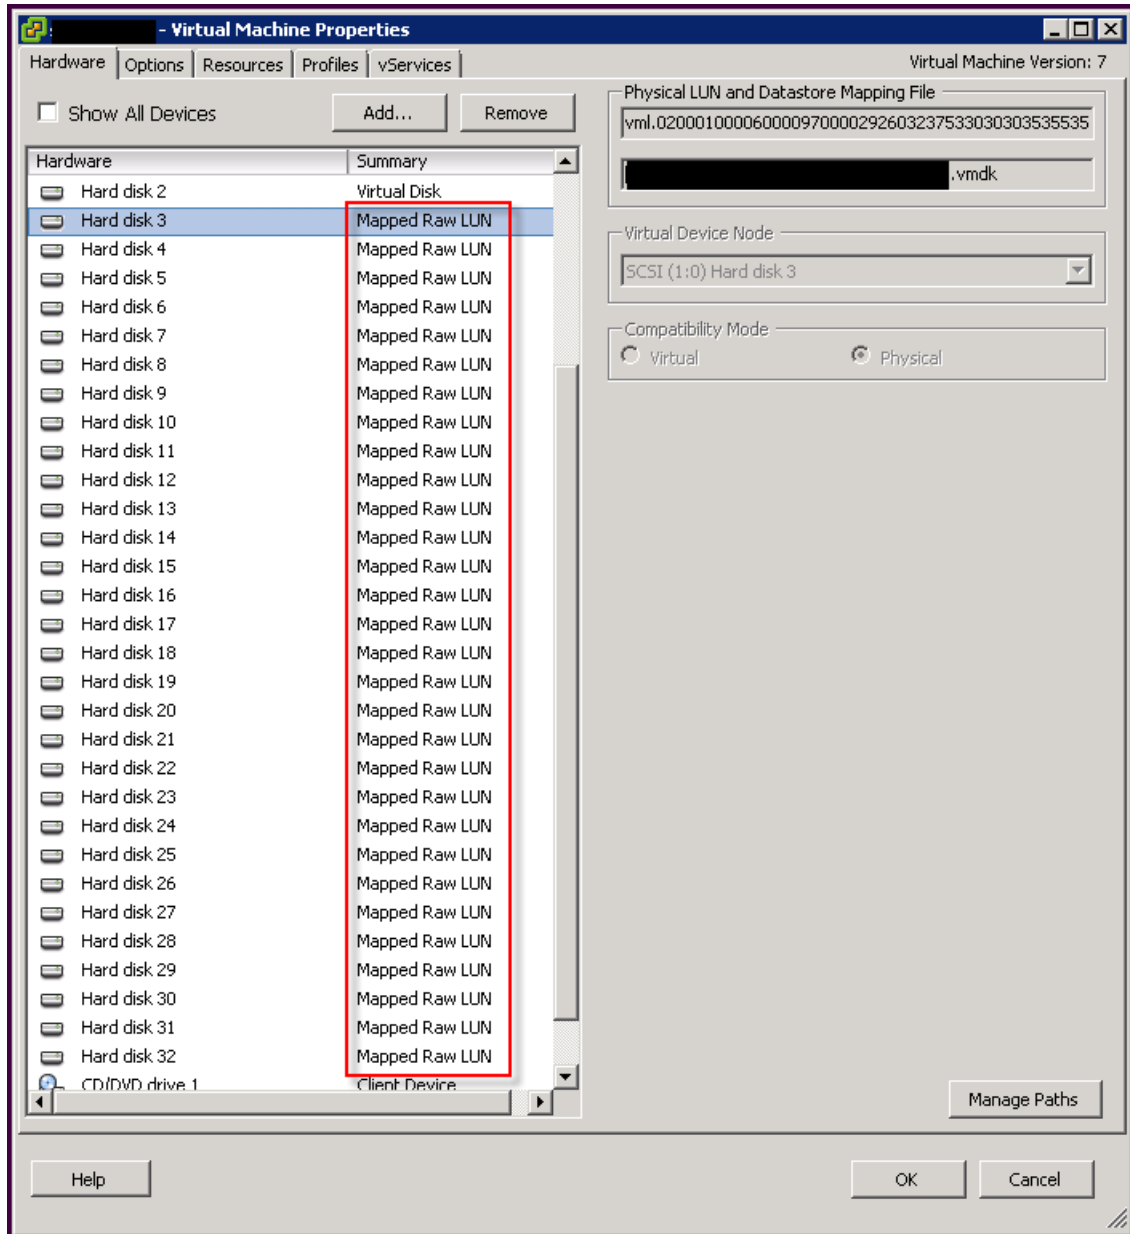 - Virtual Machine Properties
Hardware Options Resources Profiles vServices Virtual Machine Version: 7
Show All Devices Add... Remove
Hardware Summary
Hard disk 2 Virtual Disk
Hard disk 3 Mapped Raw LUN
Hard disk 4 Mapped Raw LUN
Hard disk 5 Mapped Raw LUN
Hard disk 6 Mapped Raw LUN
Hard disk 7 Mapped Raw LUN
Hard disk 8 Mapped Raw LUN
Hard disk 9 Mapped Raw LUN
Hard disk 10 Mapped Raw LUN
Hard disk 11 Mapped Raw LUN
Hard disk 12 Mapped Raw LUN
Hard disk 13 Mapped Raw LUN
Hard disk 14 Mapped Raw LUN
Hard disk 15 Mapped Raw LUN
Hard disk 16 Mapped Raw LUN
Hard disk 17 Mapped Raw LUN
Hard disk 18 Mapped Raw LUN
Hard disk 19 Mapped Raw LUN
Hard disk 20 Mapped Raw LUN
Hard disk 21 Mapped Raw LUN
Hard disk 22 Mapped Raw LUN
Hard disk 23 Mapped Raw LUN
Hard disk 24 Mapped Raw LUN
Hard disk 25 Mapped Raw LUN
Hard disk 26 Mapped Raw LUN
Hard disk 27 Mapped Raw LUN
Hard disk 28 Mapped Raw LUN
Hard disk 29 Mapped Raw LUN
Hard disk 30 Mapped Raw LUN
Hard disk 31 Mapped Raw LUN
Hard disk 32 Mapped Raw LUN
CD/DVD drive 1 Client Device
Physical LUN and Datastore Mapping File
vml.02000100006000097000029260323753303030353535
.vmdk
Virtual Device Node
SCSI (1:0) Hard disk 3
Compatibility Mode
Virtual Physical
Manage Paths
Help OK Cancel